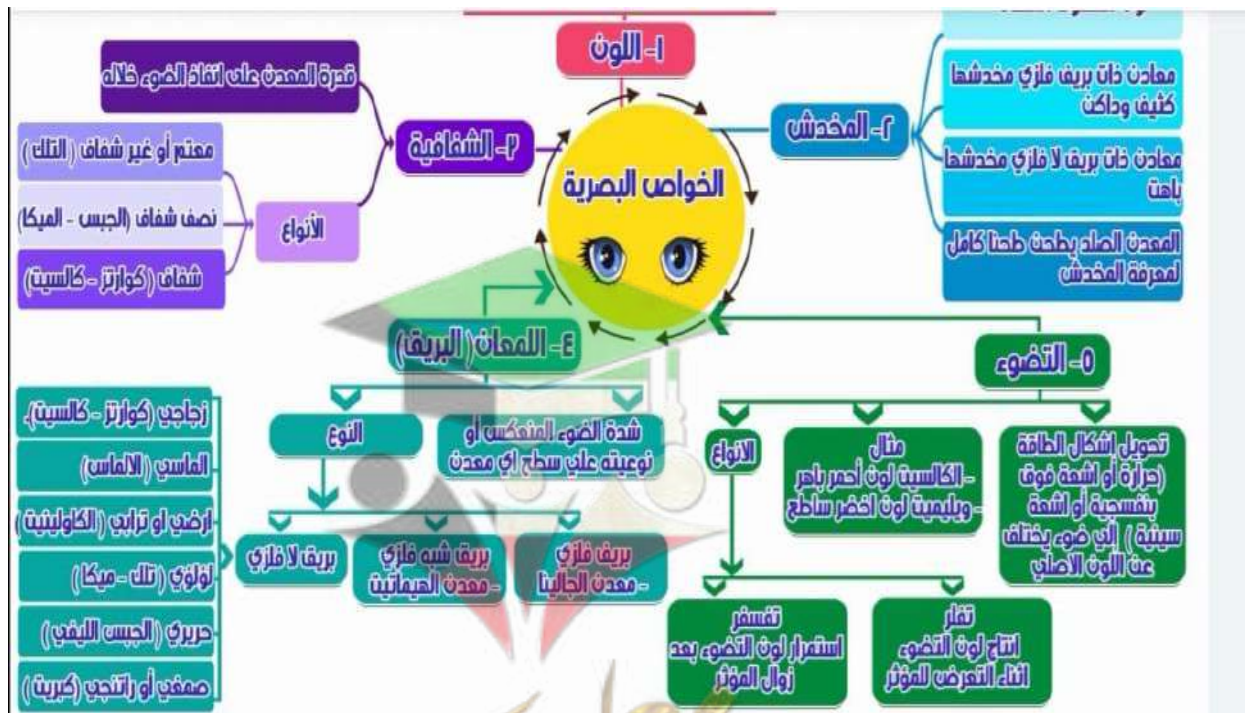 ١- اللون
الخواص البصرية
٢- المخدش
معادن ذات بريف فلزي مخدشها
كثيف وداكن
معادن ذات بريق لا فلزي مخدشها
باهت
المعدن الصلد يطحن طحنا كامل
لمعرفة المخدش
٣- الشفافية
قدرة المعدن على انفاذ الضوء خلاله
الأنواع
معتم أو غير شفاف ( التلك )
نصف شفاف (الجبس - الميكا)
شفاف ( كوارتز - كالسيت)
٤- اللمعان ( البريق)
شدة الضوء المنعكس أو
نوعيته علي سطح اي معدن
النوع
بريف فلزي
- معدن الجالينا
بريق شبه فلزي
- معدن الهيماتيت
بريق لا فلزي
زجاجي (كوارتز - كالسيت).
الماسي (الالماس)
ارضي او ترابي ( الكاولينيت )
لؤلؤي ( تلك - ميكا)
حريري ( الجبس الليفي )
صمغي أو راتنجي (كبريت )
٥- التضوء
تحويل إشكال الطاقة
(حرارة أو اشعة فوق
بنفسجية أو اشعة
سينية ) الي ضوء يختلف
عن اللون الاصلي
مثال
- الكالسيت لون أحمر باهر
- ويليميت لون اخضر ساطع
الانواع
تفلر
انتاج لون التضوء
اثناء التعرض للمؤثر
تفسفر
استمرار لون التضوء بعد
زوال المؤثر